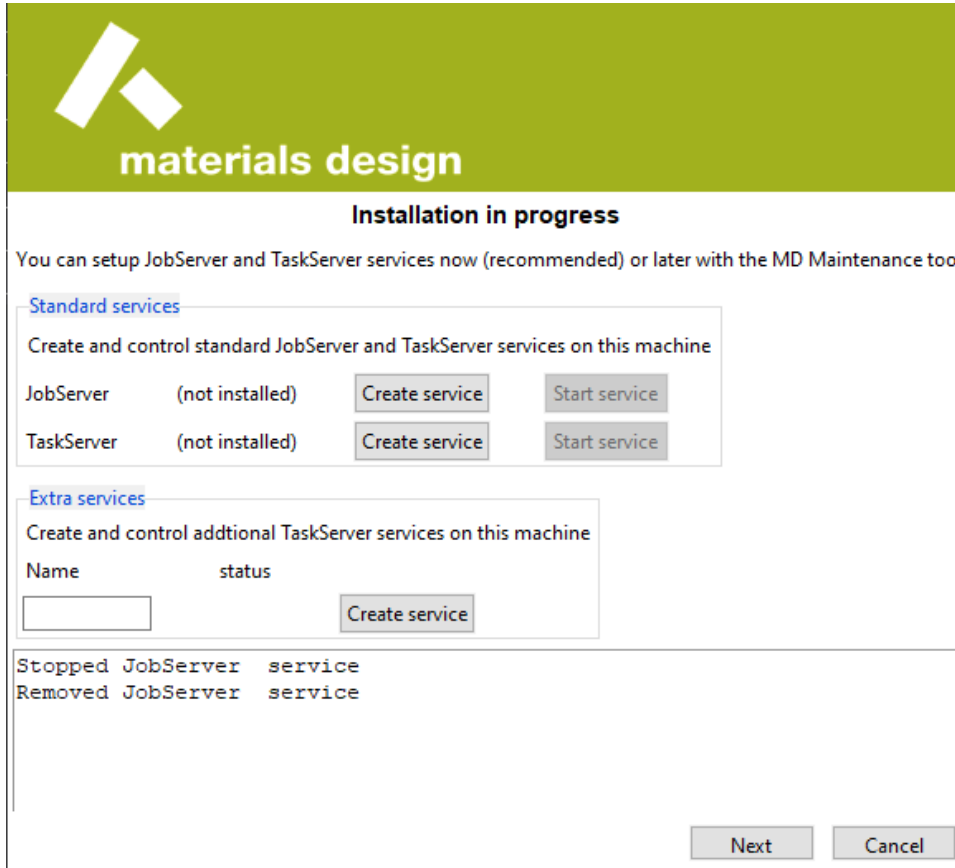 materials design
Installation in progress
You can setup JobServer and TaskServer services now (recommended) or later with the MD Maintenance too
Standard services
Create and control standard JobServer and TaskServer services on this machine
JobServer (not installed) Create service Start service
TaskServer (not installed) Create service Start service
Extra services
Create and control addtional TaskServer services on this machine
Name status
Create service
Stopped JobServer service
Removed JobServer service
Next Cancel